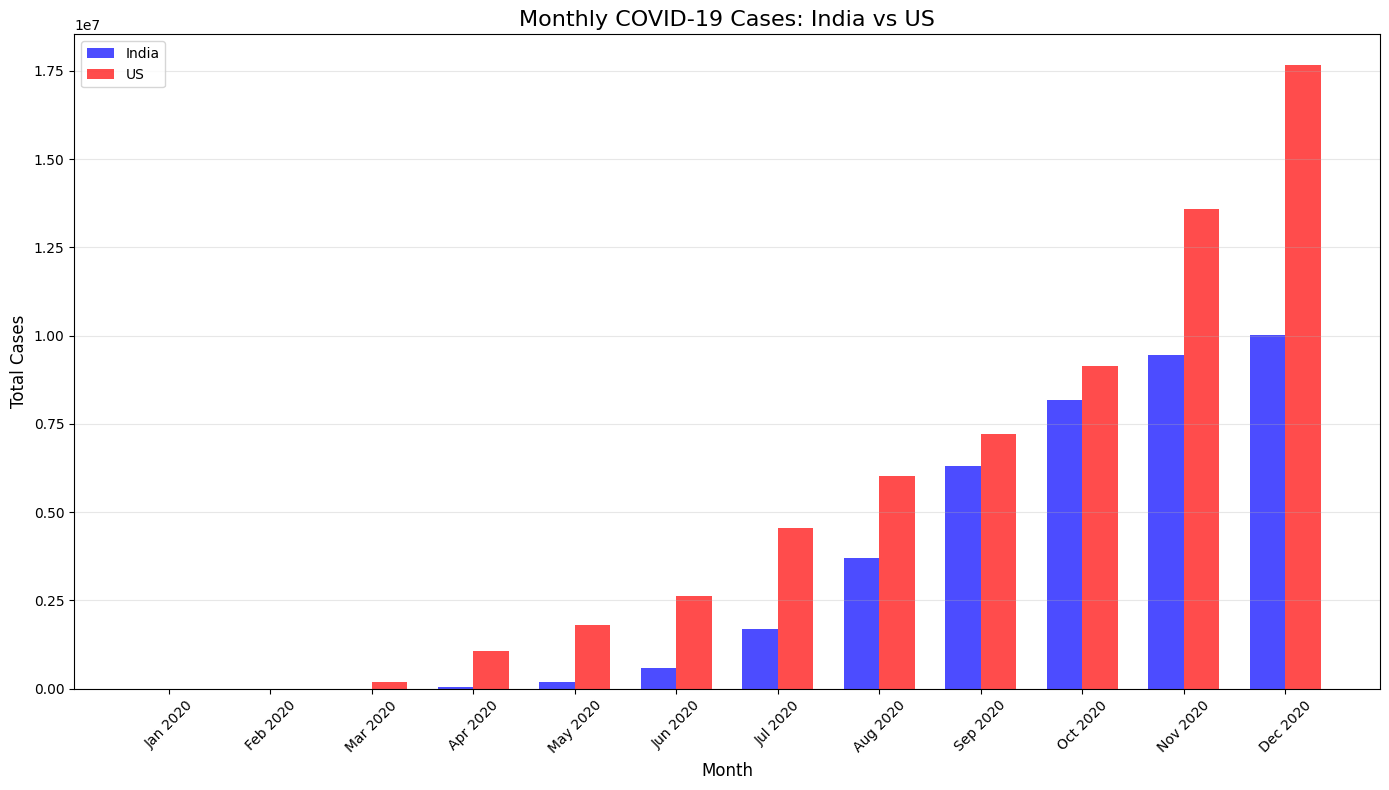 Monthly COVID-19 Cases: India vs US
1e7
India
US
1.75
1.50
1.25
1.00
0.75
0.50
0.25
0.00
Total Cases
Jan 2020
Feb 2020
Mar 2020
Apr 2020
May 2020
Jun 2020
Jul 2020
Aug 2020
Sep 2020
Oct 2020
Nov 2020
Dec 2020
Month